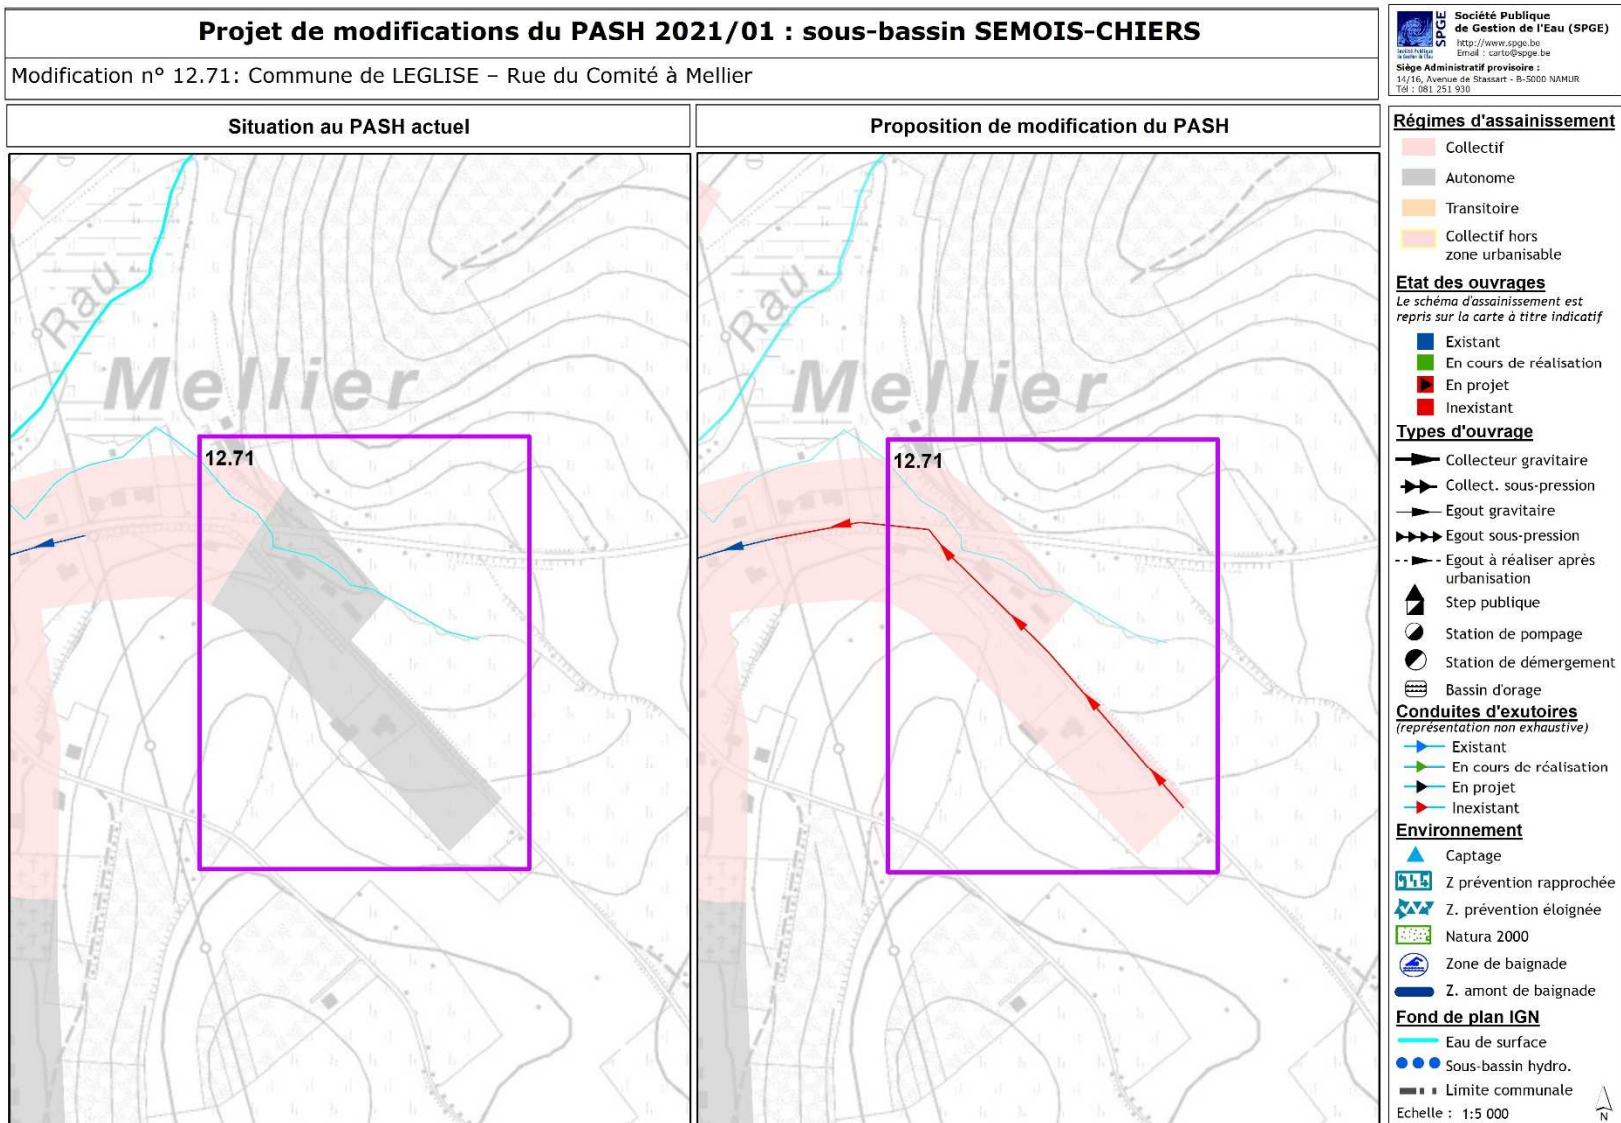 Projet de modifications du PASH 2021/01 : sous-bassin SEMOIS-CHIERS
Modification n° 12.71: Commune de LEGLISE – Rue du Comité à Mellier
SPGE
Société Publique
de Gestion de l'Eau (SPGE)
http://www.spge.be
Email : carto@spge.be
Siège Administratif provisoire :
14/16, Avenue de Stassart - B-5000 NAMUR
Tél : 081 251 930
Situation au PASH actuel
Rau
Mellier
12.71
Proposition de modification du PASH
Rau
Mellier
12.71
Régimes d'assainissement
Collectif
Autonome
Transitoire
Collectif hors
zone urbanisable
Etat des ouvrages
Le schéma d'assainissement est
repris sur la carte à titre indicatif
Existant
En cours de réalisation
En projet
Inexistant
Types d'ouvrage
Collecteur gravitaire
Collect. sous-pression
Egout gravitaire
Egout sous-pression
Egout à réaliser après
urbanisation
Step publique
Station de pompage
Station de démergement
Bassin d'orage
Conduites d'exutoires
(représentation non exhaustive)
Existant
En cours de réalisation
En projet
Inexistant
Environnement
Captage
Z prévention rapprochée
Z. prévention éloignée
Natura 2000
Zone de baignade
Z. amont de baignade
Fond de plan IGN
Eau de surface
Sous-bassin hydro.
Limite communale
Echelle : 1:5 000
N